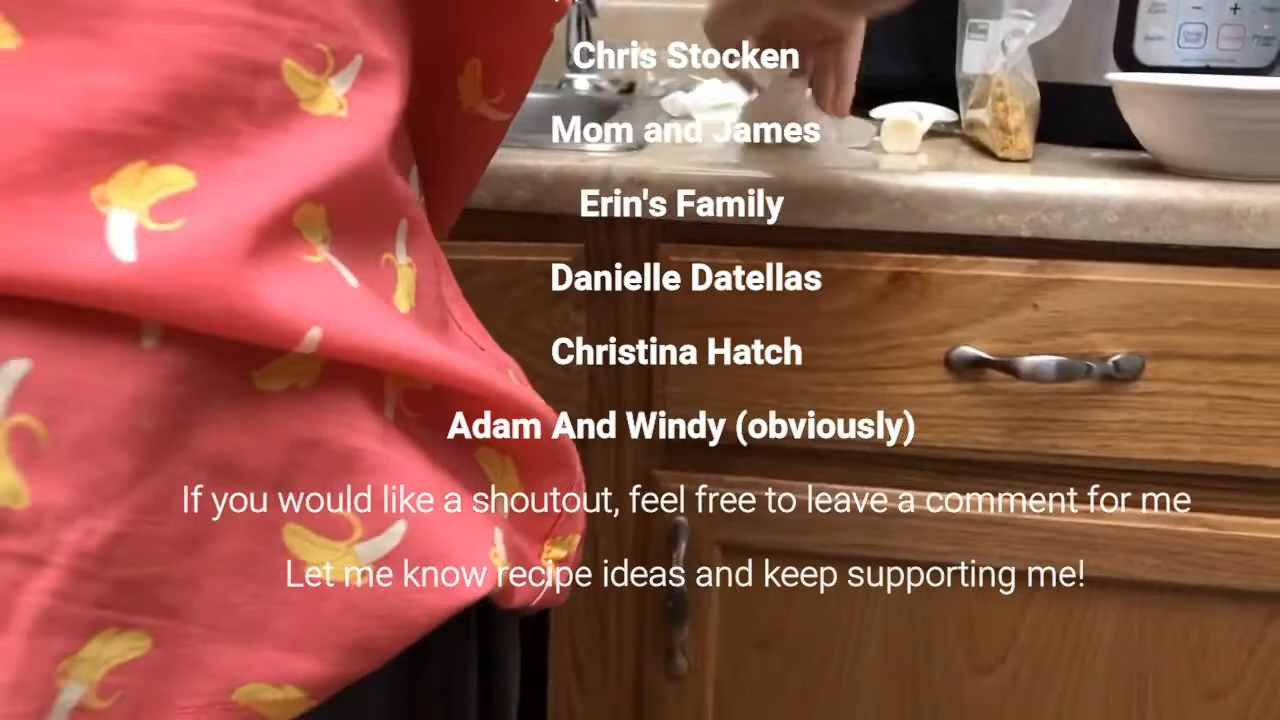 Chris Stocken
Mom and James
Erin's Family
Danielle Datellas
Christina Hatch
Adam And Windy (obviously)
If you would like a shoutout, feel free to leave a comment for me
Let me know recipe ideas and keep supporting me!